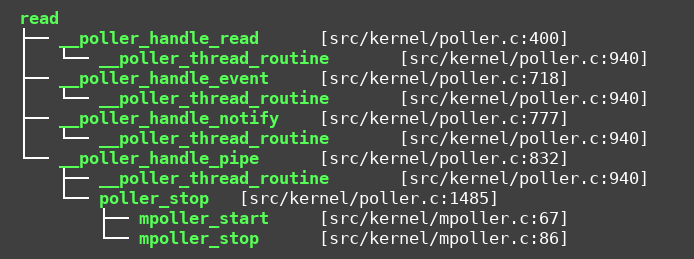 read
__poller_handle_read [src/kernel/poller.c:400]
__poller_thread_routine [src/kernel/poller.c:940]
__poller_handle_event [src/kernel/poller.c:718]
__poller_thread_routine [src/kernel/poller.c:940]
__poller_handle_notify [src/kernel/poller.c:777]
__poller_thread_routine [src/kernel/poller.c:940]
__poller_handle_pipe [src/kernel/poller.c:832]
__poller_thread_routine [src/kernel/poller.c:940]
poller_stop [src/kernel/poller.c:1485]
mpoller_start [src/kernel/mpoller.c:67]
mpoller_stop [src/kernel/mpoller.c:86]